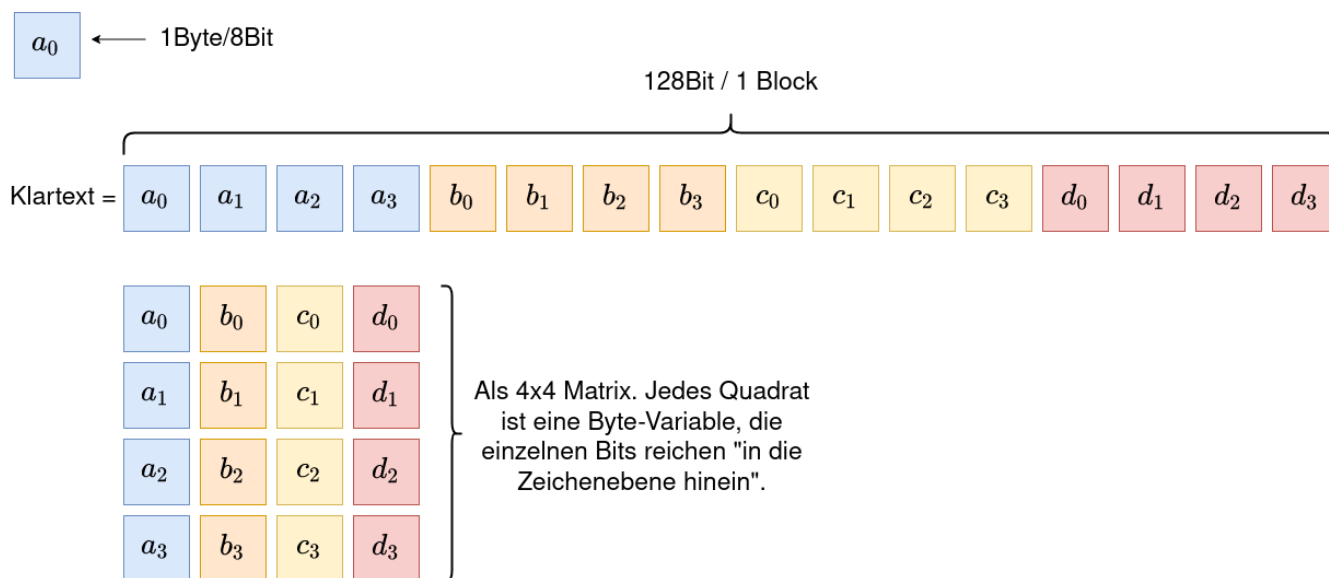 a₀ 1Byte/8Bit
128Bit / 1 Block
Klartext = a₀ a₁ a₂ a₃ b₀ b₁ b₂ b₃ c₀ c₁ c₂ c₃ d₀ d₁ d₂ d₃
a₀ b₀ c₀ d₀
a₁ b₁ c₁ d₁
a₂ b₂ c₂ d₂
a₃ b₃ c₃ d₃
Als 4x4 Matrix. Jedes Quadrat
ist eine Byte-Variable, die
einzelnen Bits reichen "in die
Zeichenebene hinein".